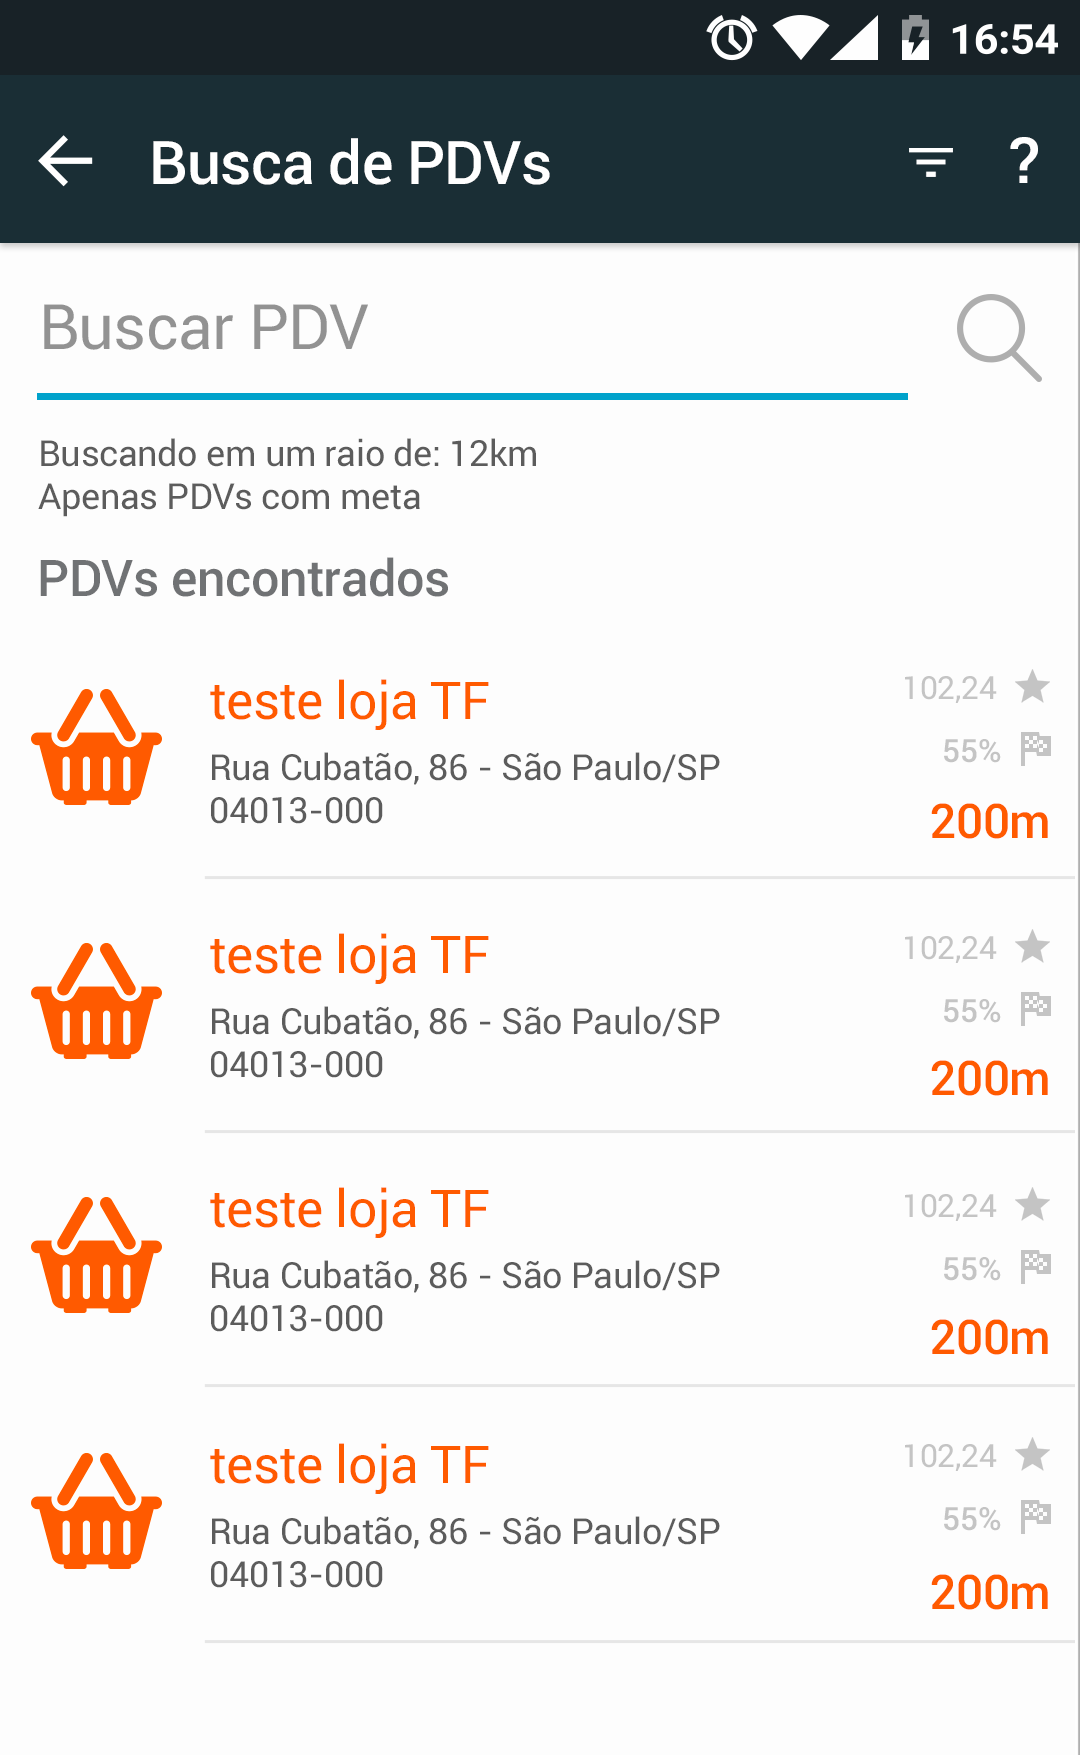 16:54
Busca de PDVs
?
Buscar PDV
Buscando em um raio de: 12km
Apenas PDVs com meta
PDVs encontrados
teste loja TF
102,24
Rua Cubatão, 86 - São Paulo/SP
55%
04013-000
200m
teste loja TF
102,24
Rua Cubatão, 86 - São Paulo/SP
55%
04013-000
200m
teste loja TF
102,24
Rua Cubatão, 86 - São Paulo/SP
55%
04013-000
200m
teste loja TF
102,24
Rua Cubatão, 86 - São Paulo/SP
55%
04013-000
200m